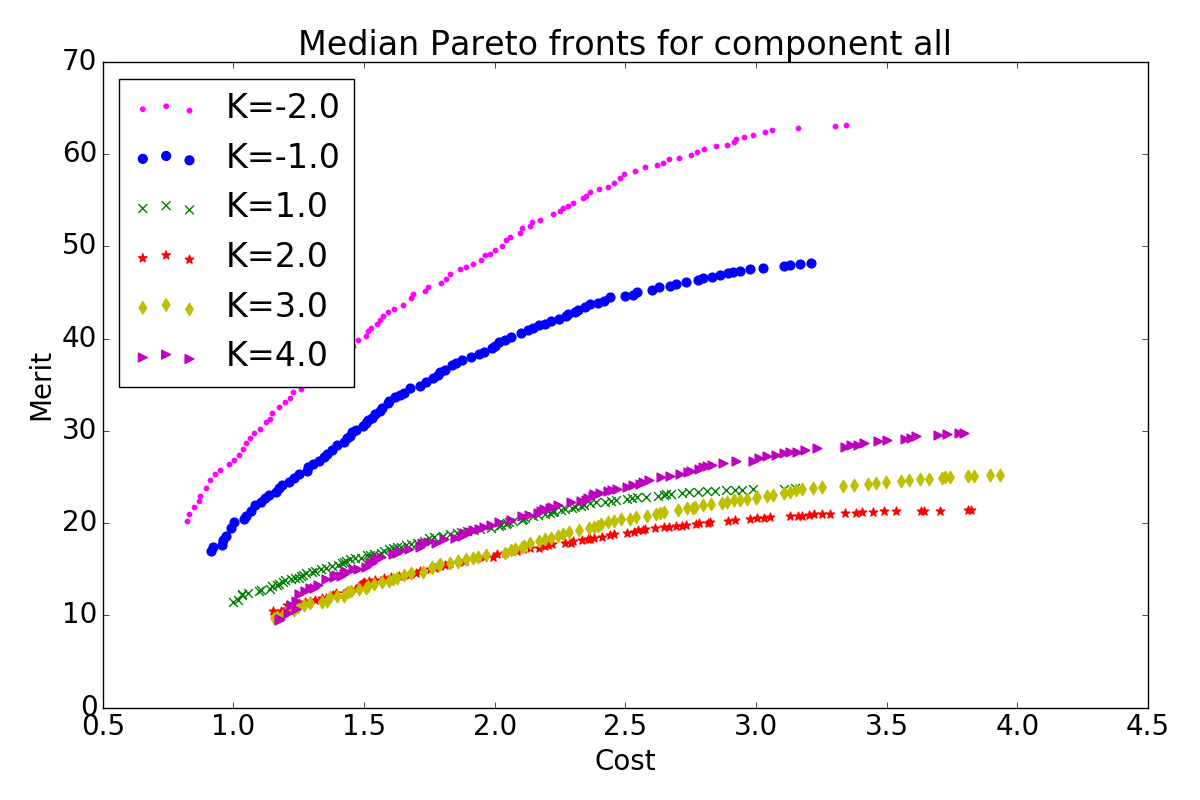 Median Pareto fronts for component all
70
60
50
40
30
20
10
0
Merit
K=-2.0
K=-1.0
K=1.0
K=2.0
K=3.0
K=4.0
0.5 1.0 1.5 2.0 2.5 3.0 3.5 4.0 4.5
Cost